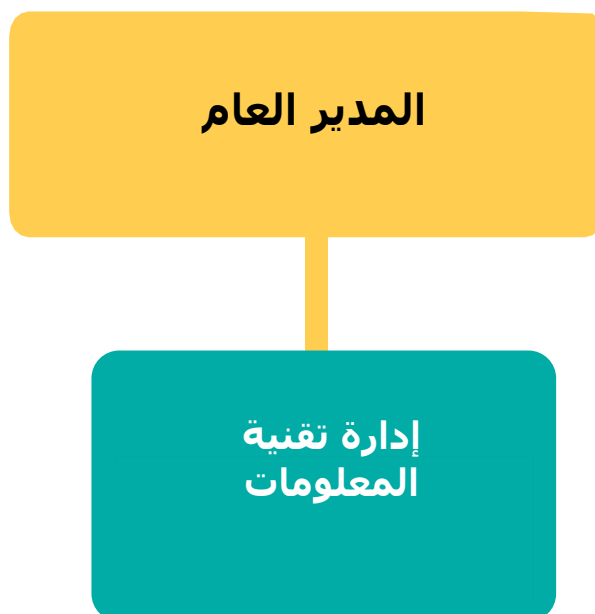 المدير العام
إدارة تقنية
المعلومات